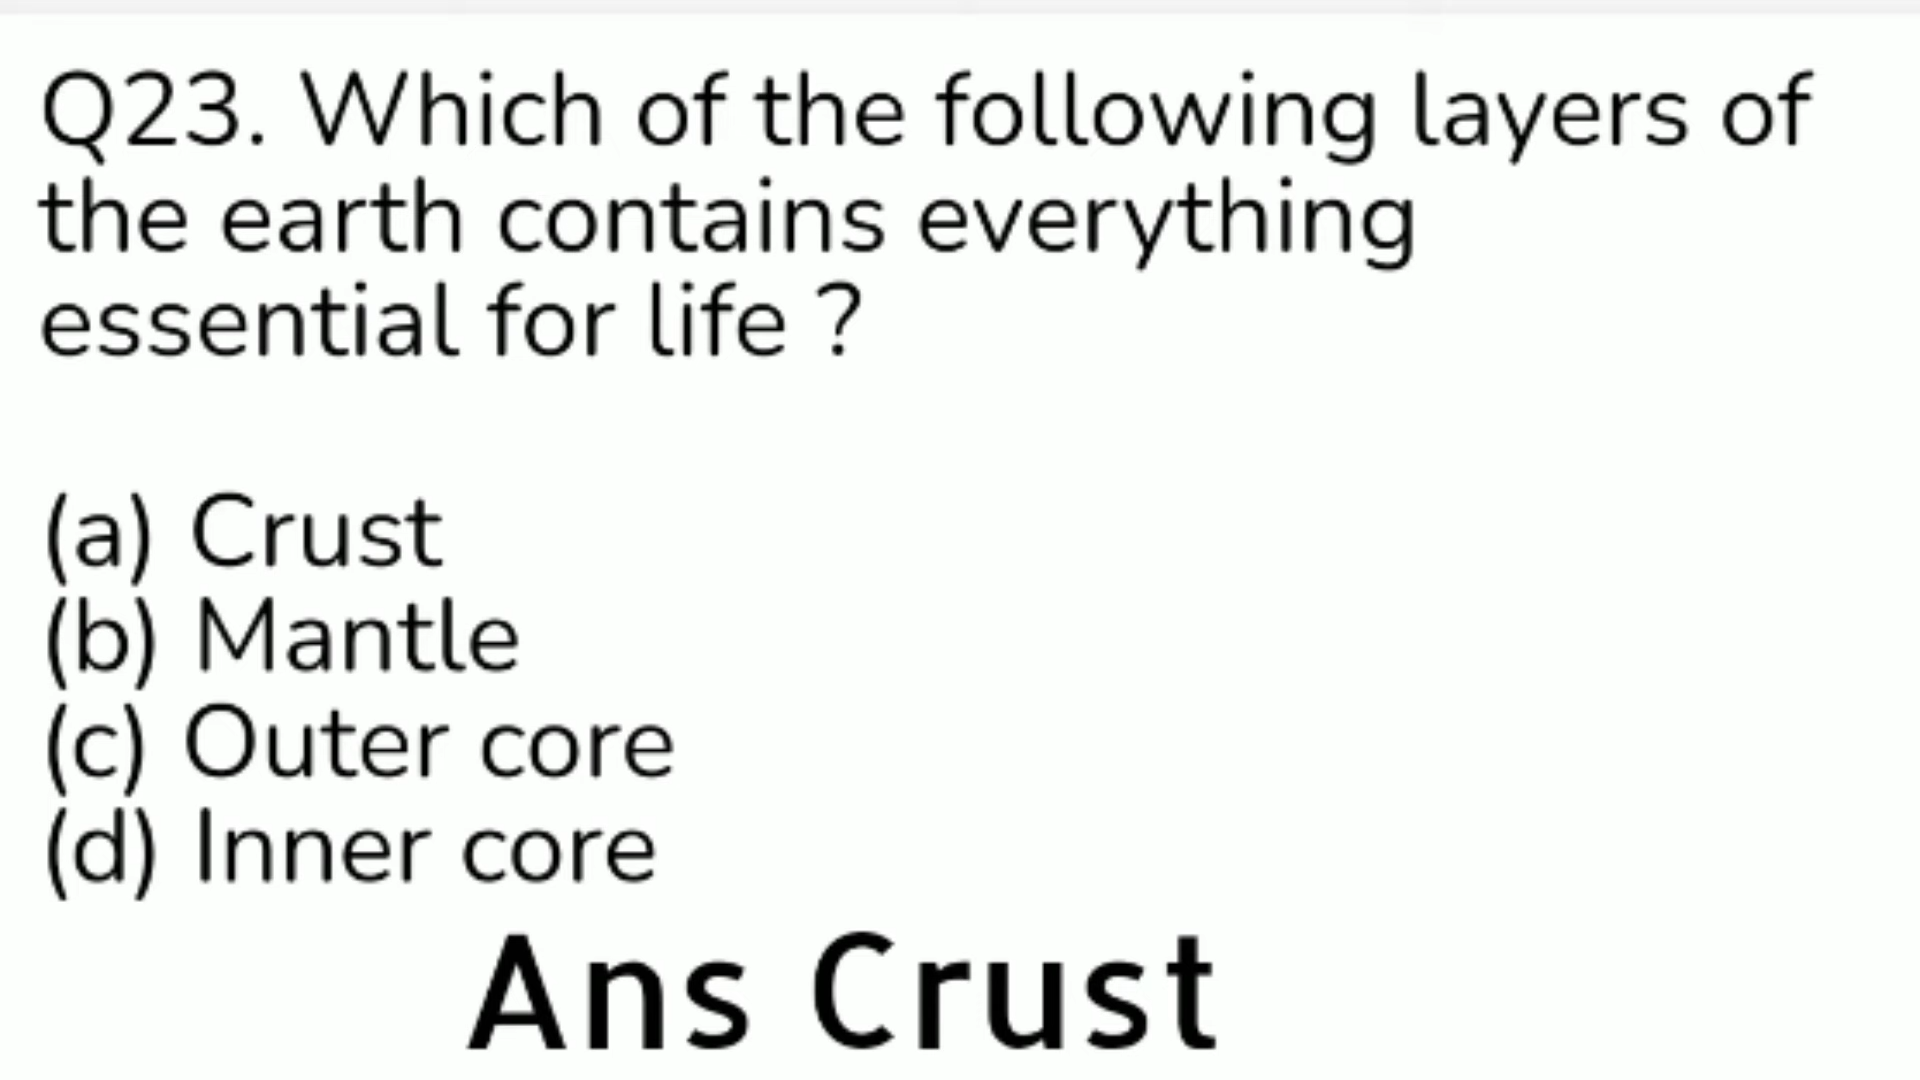 Q23. Which of the following layers of
the earth contains everything
essential for life ?
(a) Crust
(b) Mantle
(c) Outer core
(d) Inner core
Ans Crust